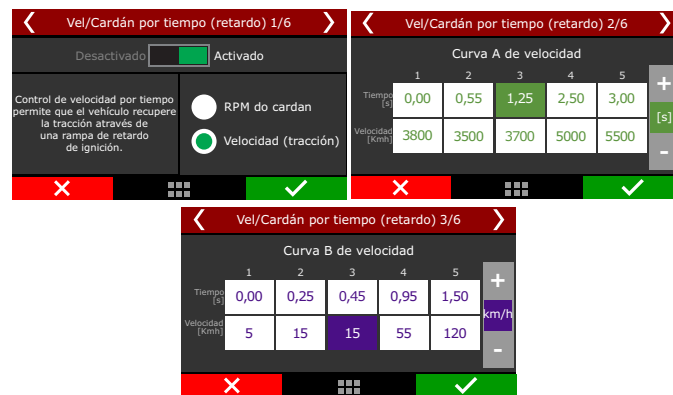 Vel/Cardán por tiempo (retardo) 1/6
Desactivado Activado
Control de velocidad por tiempo
permite que el vehículo recupere
la tracción através de
una rampa de retardo
de ignición.
RPM do cardan
Velocidad (tracción)
Vel/Cardán por tiempo (retardo) 2/6
Curva A de velocidad
1 2 3 4 5
Tiempo
[s]
0,00 0,55 1,25 2,50 3,00
Velocidad
[Kmh]
3800 3500 3700 5000 5500
+
[s]
-
Vel/Cardán por tiempo (retardo) 3/6
Curva B de velocidad
1 2 3 4 5
Tiempo
[s]
0,00 0,25 0,45 0,95 1,50
Velocidad
[Kmh]
5 15 15 55 120
+
km/h
-